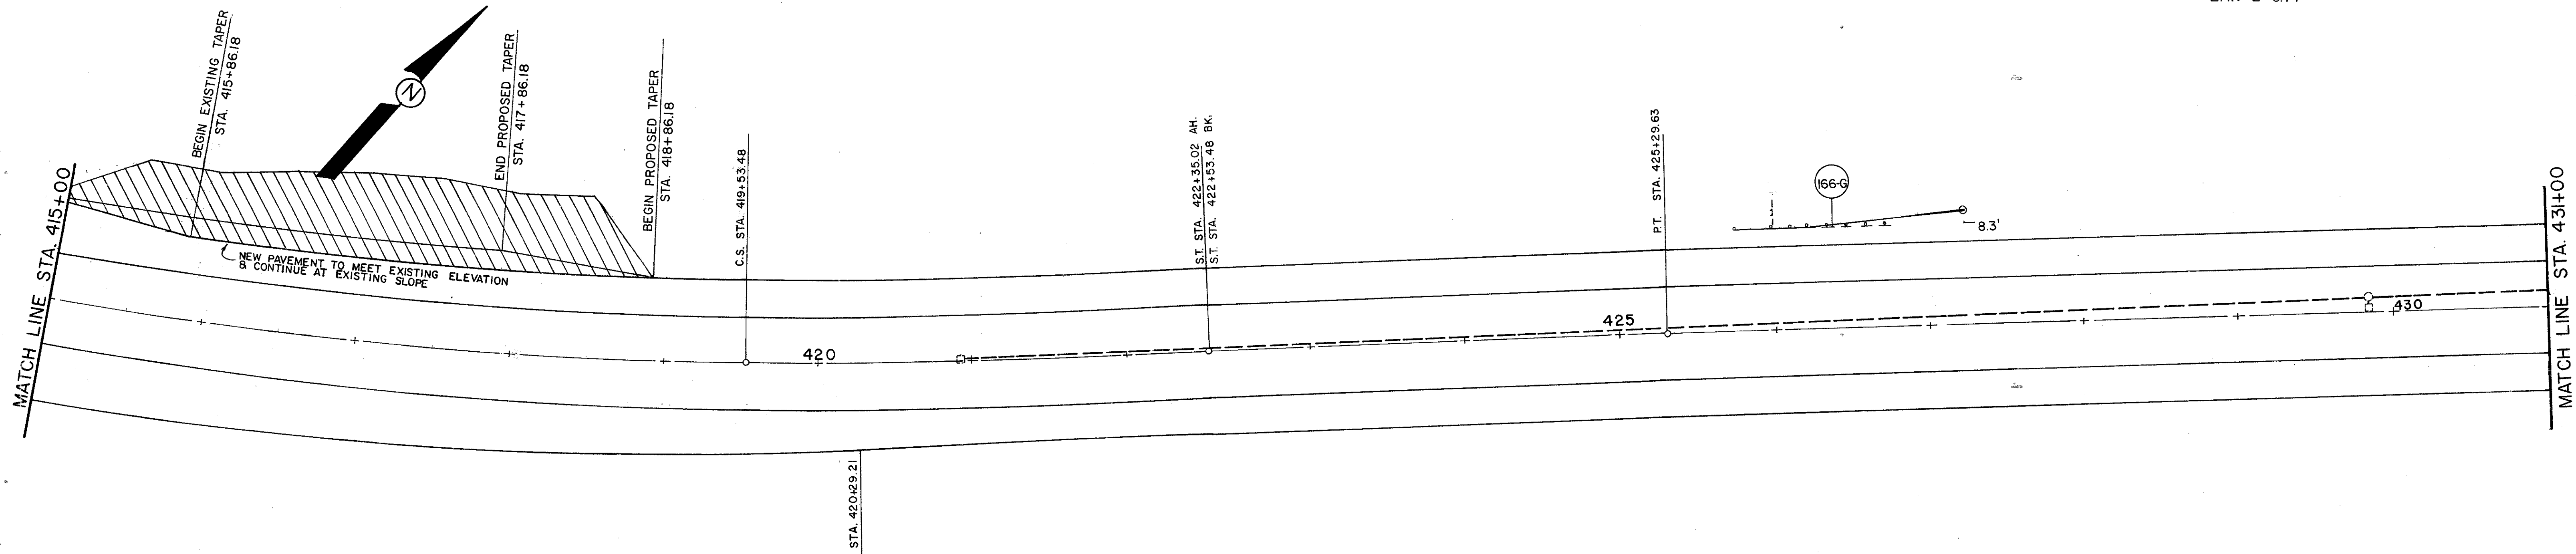 BEGIN EXISTING TAPER
STA. 415+86.18
N
END PROPOSED TAPER
STA. 417+86.18
BEGIN PROPOSED TAPER
STA. 418+86.18
C.S. STA. 419+53.48
S.T. STA. 422+35.02 AH.
S.T. STA. 422+53.48 BK.
P.T. STA. 425+29.63
166-G
8.3'
MATCH LINE STA. 415+00
NEW PAVEMENT TO MEET EXISTING ELEVATION
& CONTINUE AT EXISTING SLOPE
420
425
430
MATCH LINE STA. 431+00
STA. 420+29.21